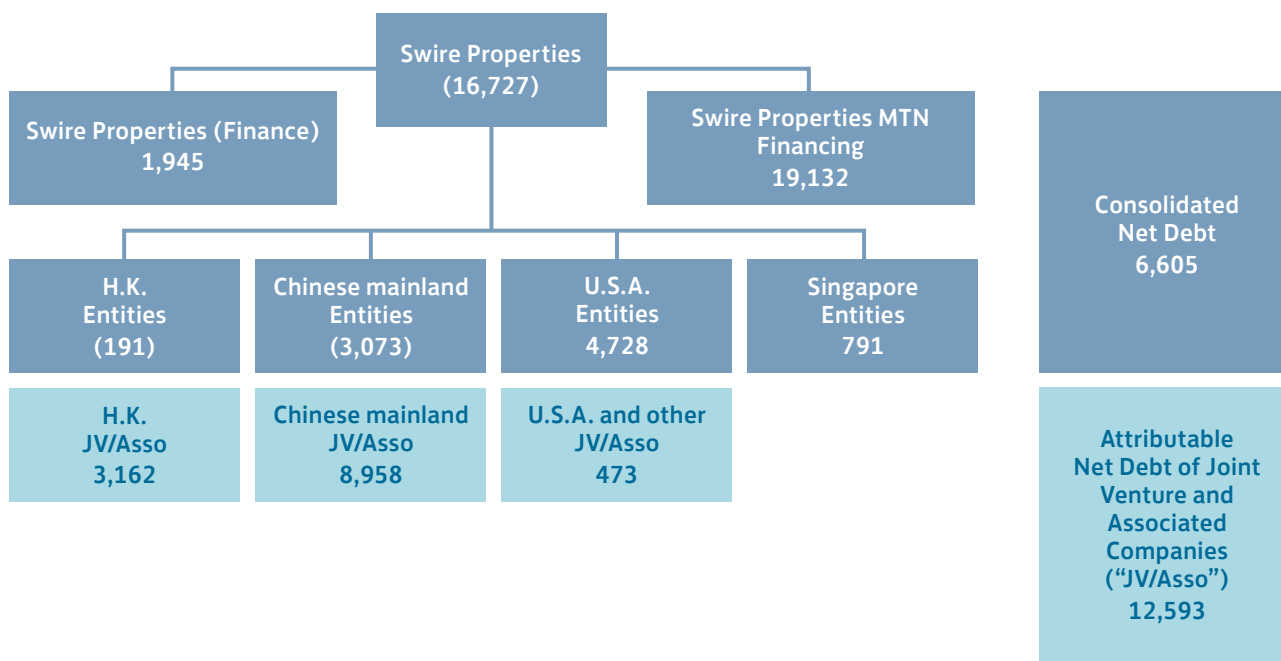 Swire Properties
(16,727)
Swire Properties (Finance)
1,945
Swire Properties MTN
Financing
19,132
H.K.
Entities
(191)
Chinese mainland
Entities
(3,073)
U.S.A.
Entities
4,728
Singapore
Entities
791
H.K.
JV/Asso
3,162
Chinese mainland
JV/Asso
8,958
U.S.A. and other
JV/Asso
473
Consolidated
Net Debt
6,605
Attributable
Net Debt of Joint
Venture and
Associated
Companies
(“JV/Asso”)
12,593